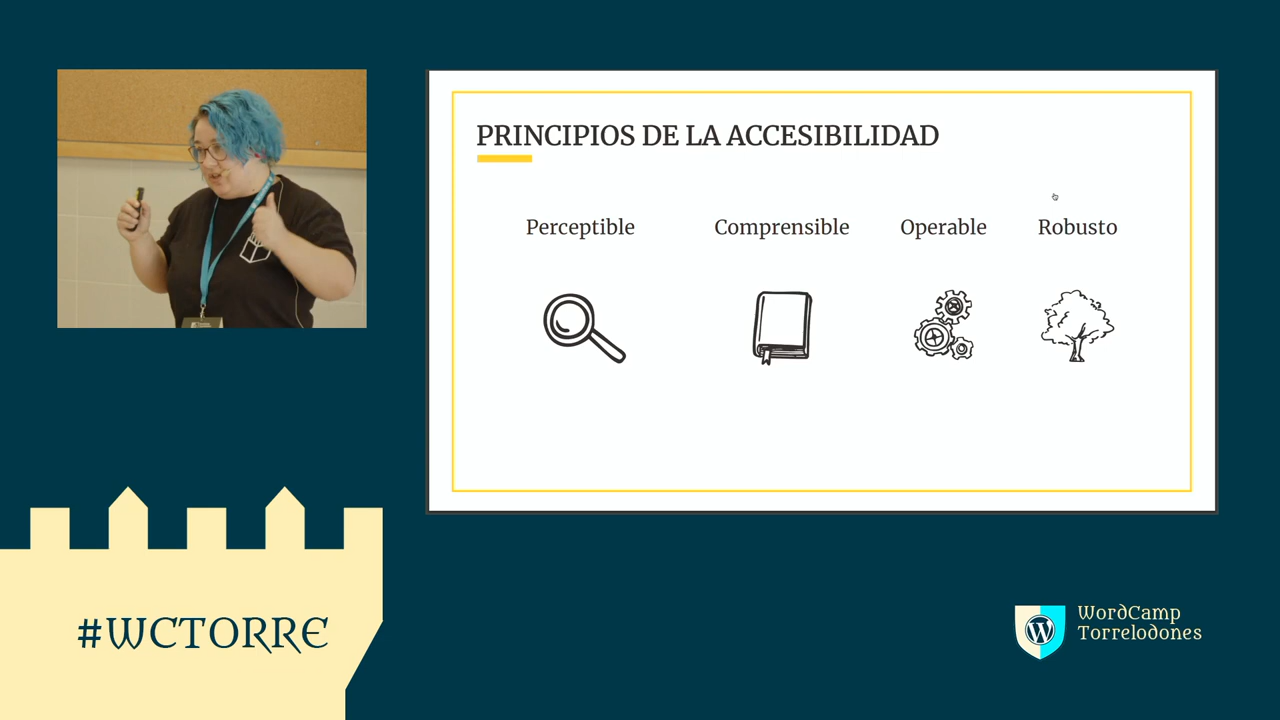 PRINCIPIOS DE LA ACCESIBILIDAD
Perceptible
Comprensible
Operable
Robusto
#WCTORRE
WordCamp
Torrelodones